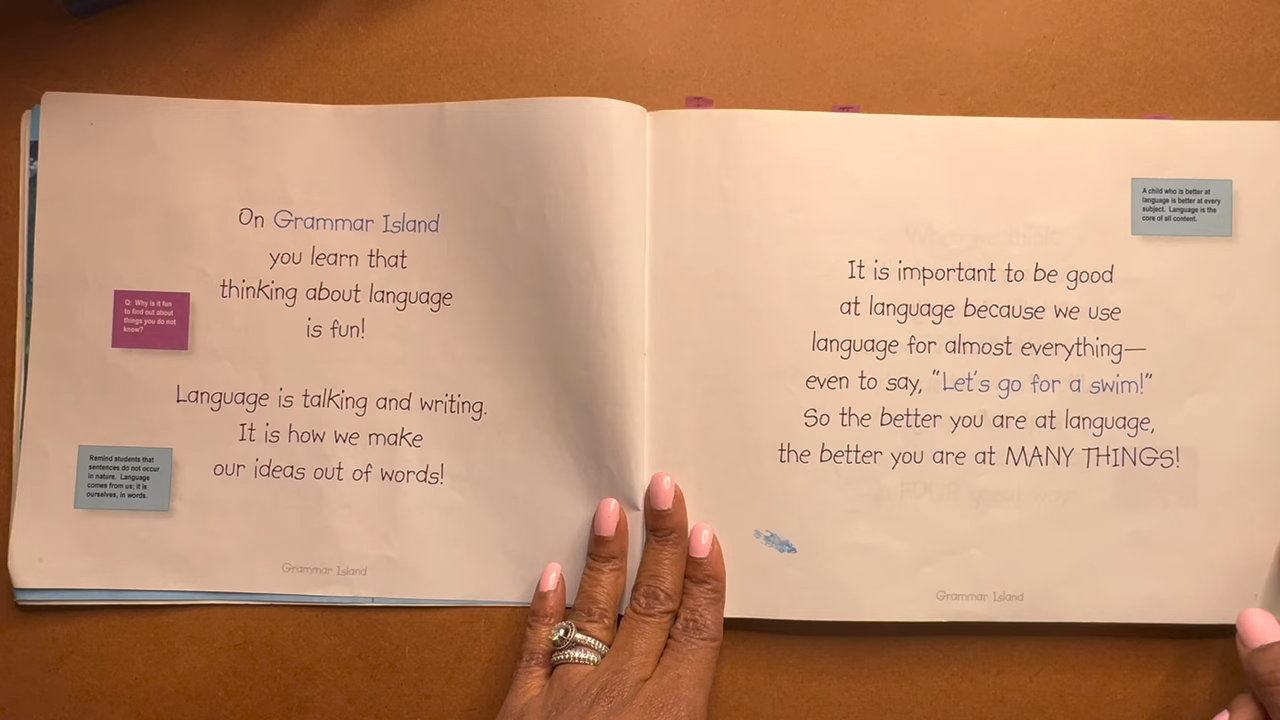 On Grammar Island
you learn that
thinking about language
is fun!
Q: Why is it fun
to find out about
things you do not
know?
Language is talking and writing.
It is how we make
our ideas out of words!
Remind students that
sentences do not occur
in nature. Language
comes from us; it is
ourselves, in words.
Grammar Island
A child who is better at
language is better at every
subject. Language is the
core of all content.
It is important to be good
at language because we use
language for almost everything—
even to say, "Let's go for a swim!"
So the better you are at language,
the better you are at MANY THINGS!
Grammar Island